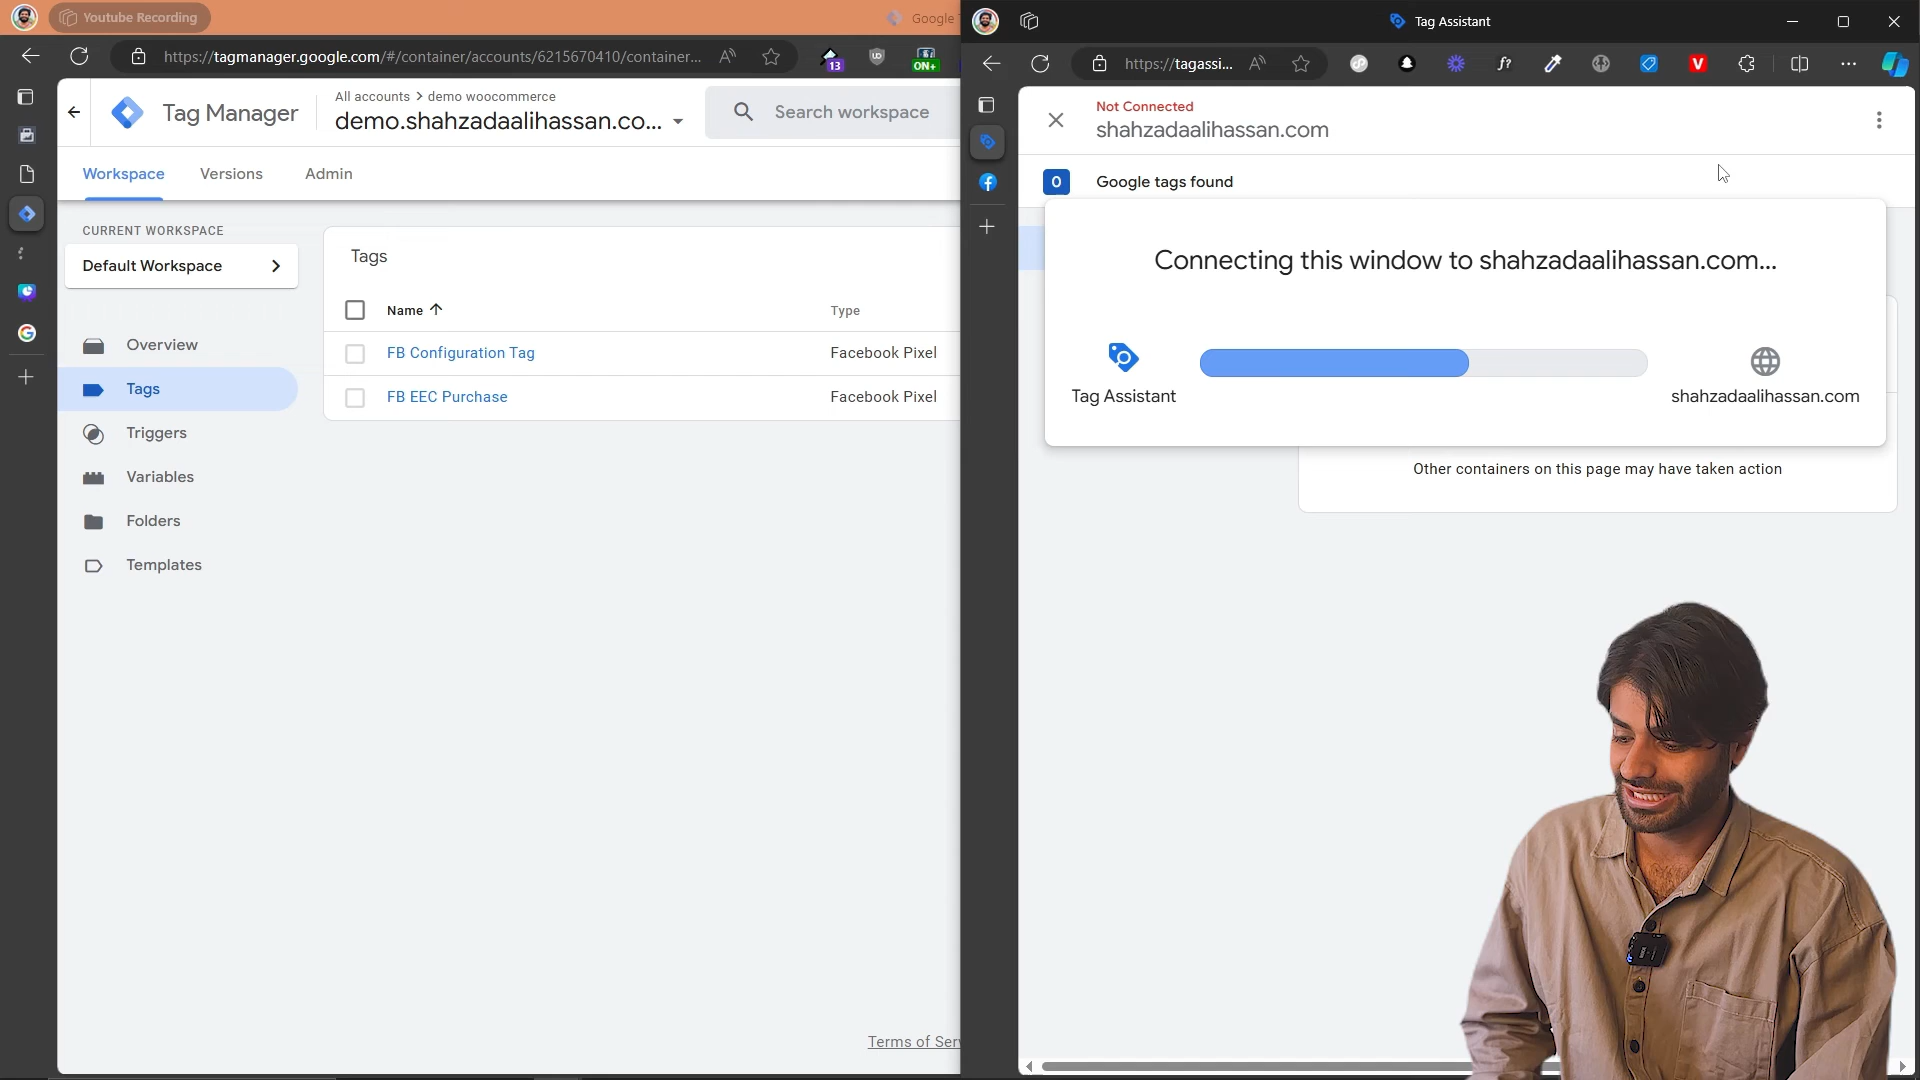 Youtube Recording
Google
https://tagmanager.google.com/#/container/accounts/6215670410/container...
13
ON+
Tag Manager
All accounts > demo woocommerce
demo.shahzadaalihassan.co...
Search workspace
Workspace
Versions
Admin
CURRENT WORKSPACE
Default Workspace
Overview
Tags
Triggers
Variables
Folders
Templates
Tags
Name
Type
FB Configuration Tag
Facebook Pixel
FB EEC Purchase
Facebook Pixel
Terms of Ser
Tag Assistant
https://tagassi...
f?
V
Not Connected
shahzadaalihassan.com
0
Google tags found
Connecting this window to shahzadaalihassan.com...
Tag Assistant
shahzadaalihassan.com
Other containers on this page may have taken action